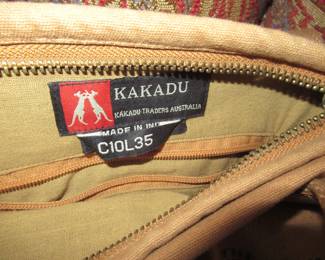 KAKADU
KAKADU TRADERS AUSTRALIA
MADE IN
C10L35